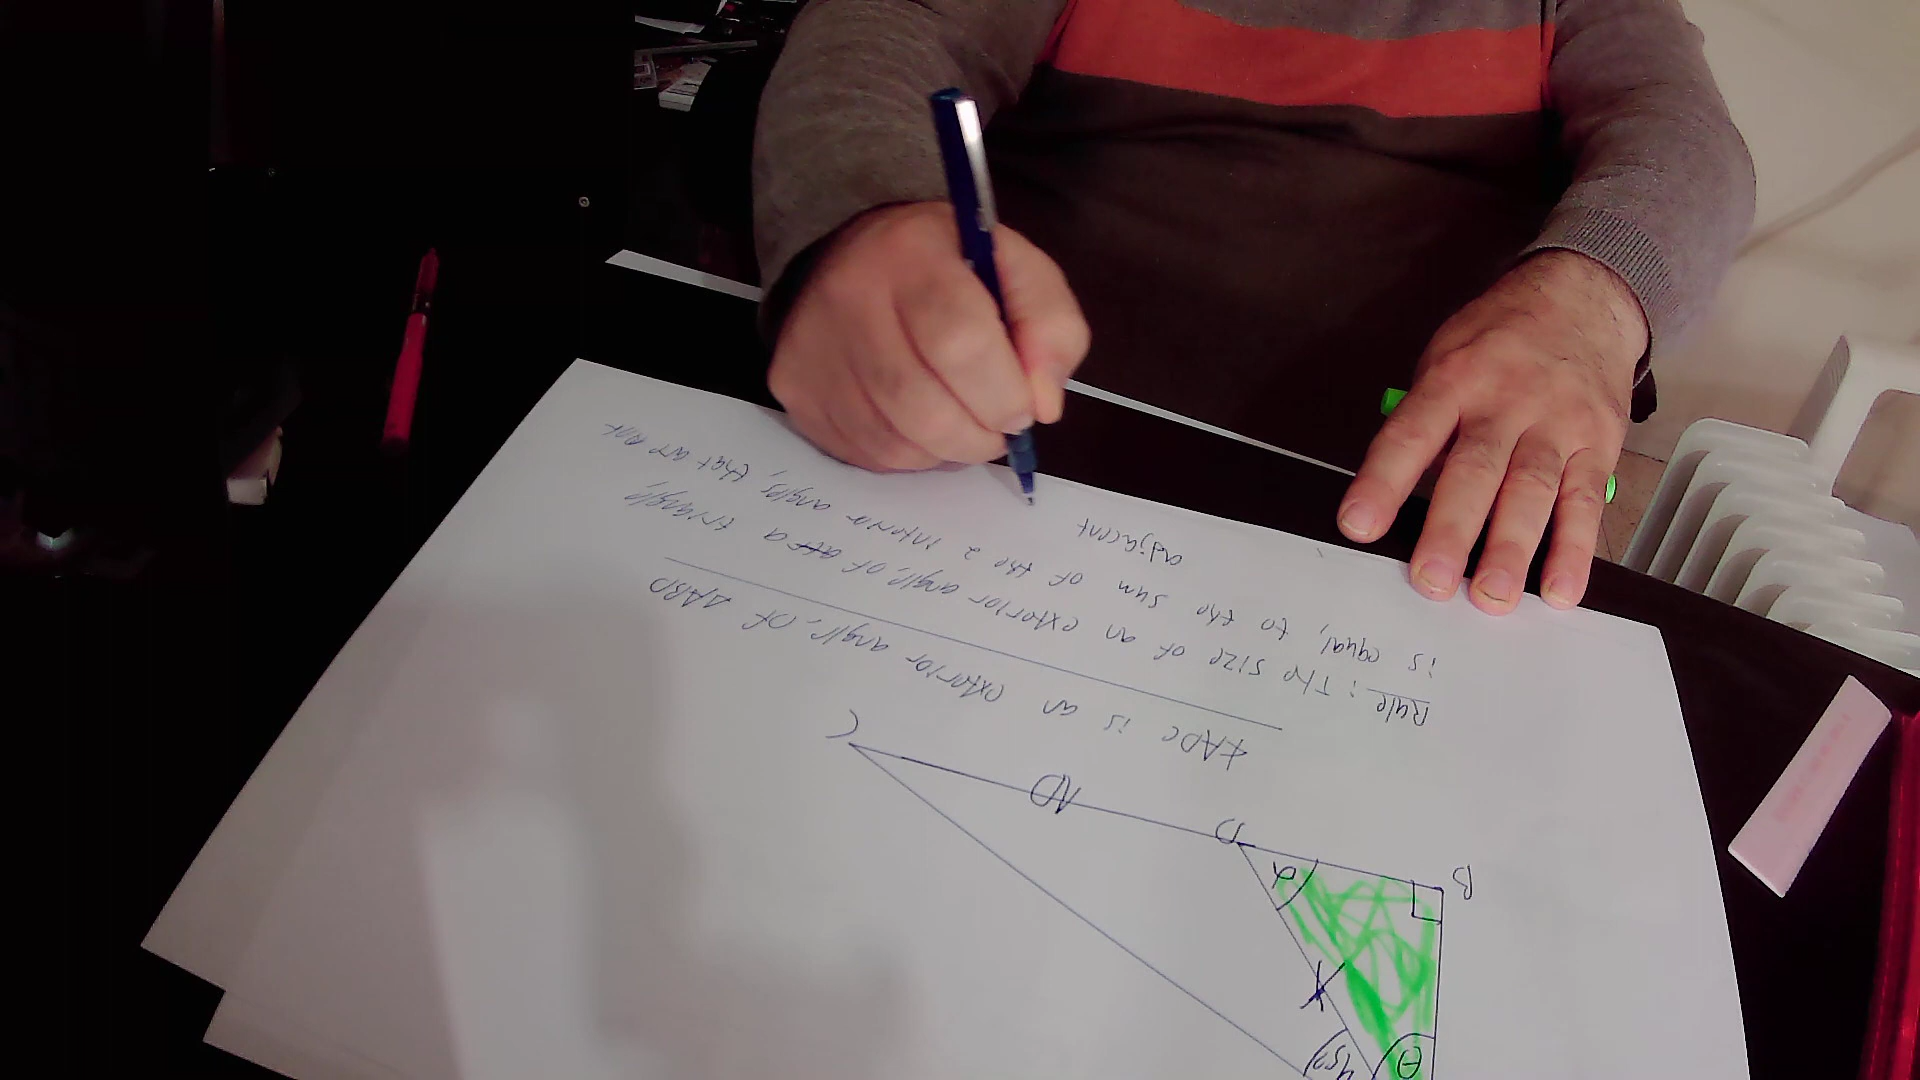 C
D
B
α
θ
45°
∡ADC is an exterior angle, of ΔABD
Rule: The size of an exterior angle, of a triangle,
is equal, to the sum of the 2 interior angles, that are not
adjacent